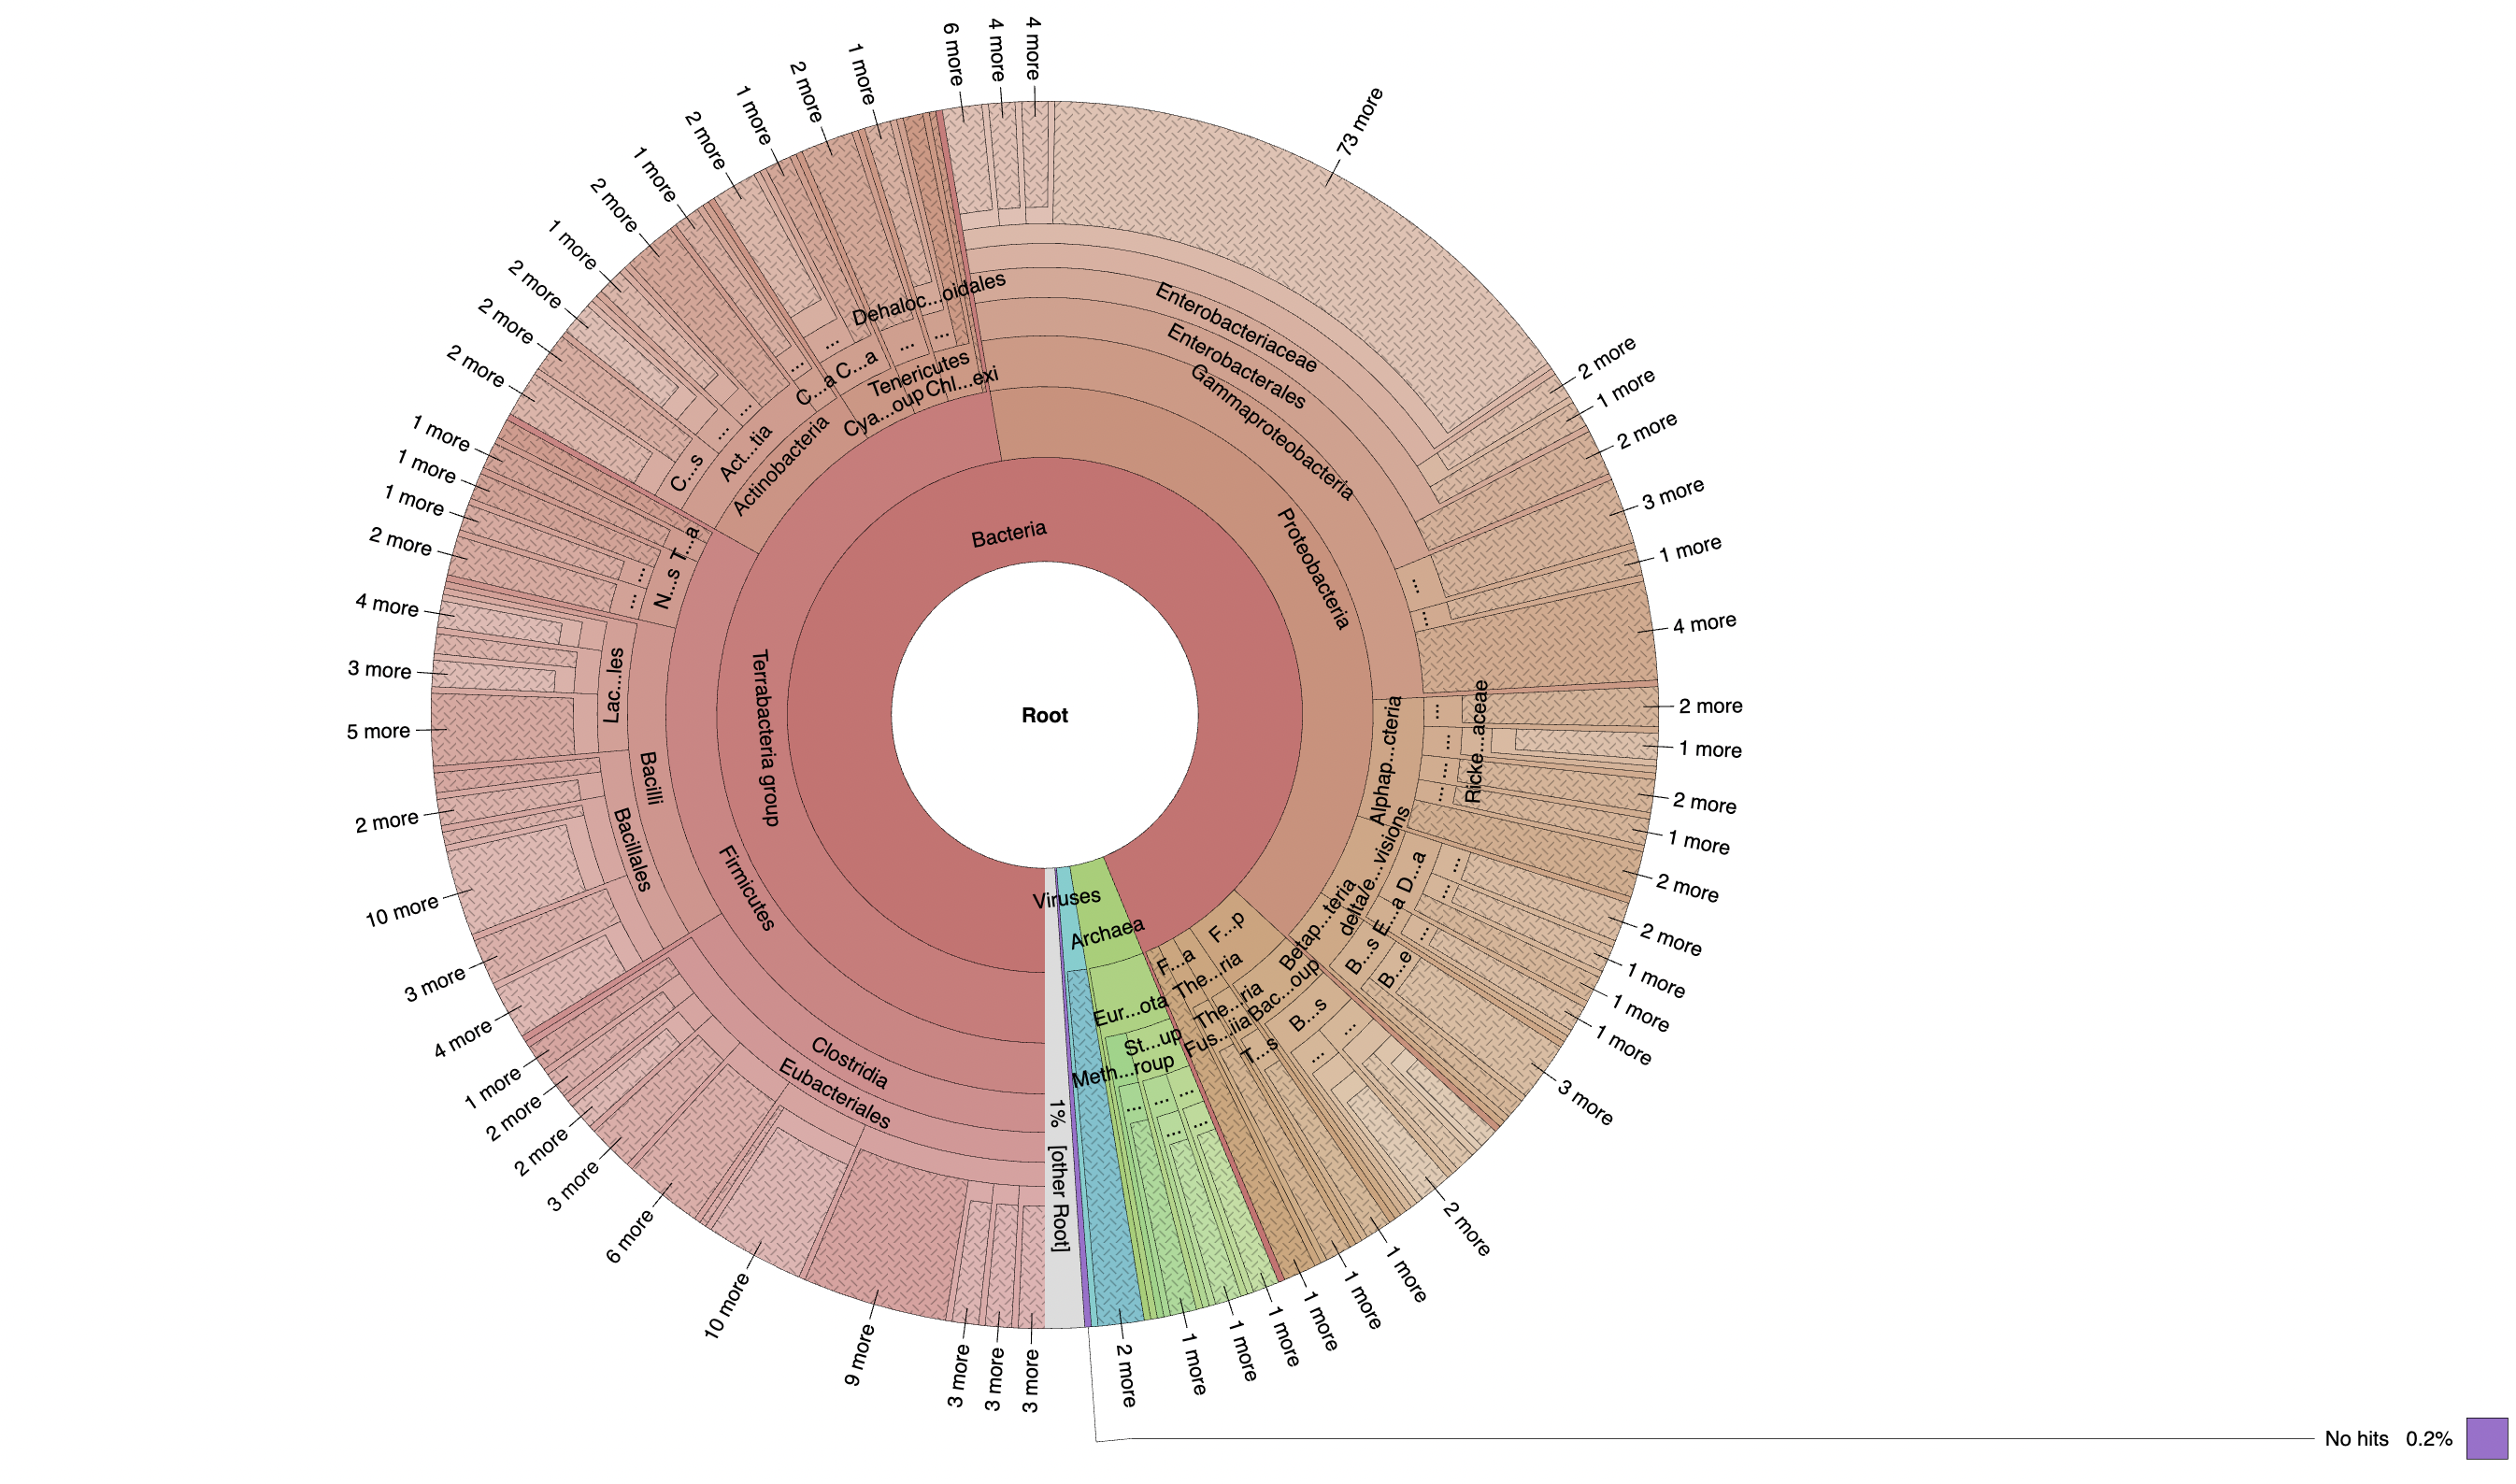 6 more
4 more
4 more
73 more
2 more
1 more
2 more
3 more
1 more
4 more
2 more
1 more
2 more
1 more
2 more
2 more
1 more
1 more
1 more
3 more
2 more
1 more
1 more
1 more
1 more
1 more
1 more
2 more
3 more
3 more
3 more
9 more
10 more
6 more
3 more
2 more
2 more
1 more
4 more
3 more
10 more
2 more
5 more
3 more
4 more
2 more
1 more
1 more
1 more
2 more
2 more
2 more
1 more
2 more
1 more
2 more
1 more
2 more
1 more
Root
Bacteria
Proteobacteria
Gammaproteobacteria
Enterobacterales
Enterobacteriaceae
...
...
Alphap...cteria
...
...
...
...
Ricke...aceae
delta/e...visions
D...a
E...a
...
...
...
Betap...teria
B...s
B...e
F...p
Bac...oup
B...s
...
...
The...ria
The...ria
T...s
F...a
Fus...iia
Archaea
Eur...ota
St...up
Meth...roup
...
...
...
...
...
Viruses
1% [other Root]
Terrabacteria group
Firmicutes
Clostridia
Eubacteriales
Bacilli
Bacillales
Lac...les
N...s
T...a
...
...
Actinobacteria
Act...tia
C...s
...
...
C...a
...
Tenericutes
C...a
...
Cya...oup
...
Chl...exi
...
Dehaloc...oidales
No hits 0.2%